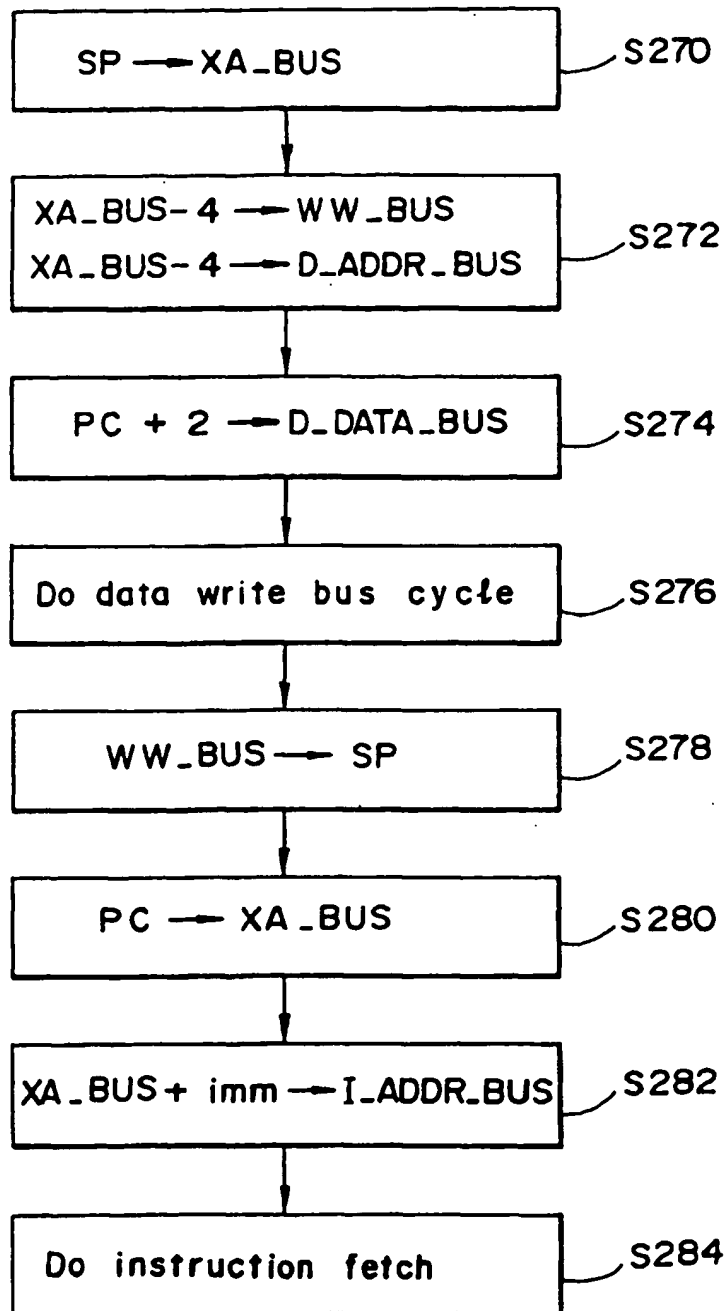 SP → XA_BUS
S270
XA_BUS-4 → WW_BUS
XA_BUS-4 → D_ADDR_BUS
S272
PC + 2 → D_DATA_BUS
S274
Do data write bus cycle
S276
WW_BUS → SP
S278
PC → XA_BUS
S280
XA_BUS + imm → I_ADDR_BUS
S282
Do instruction fetch
S284